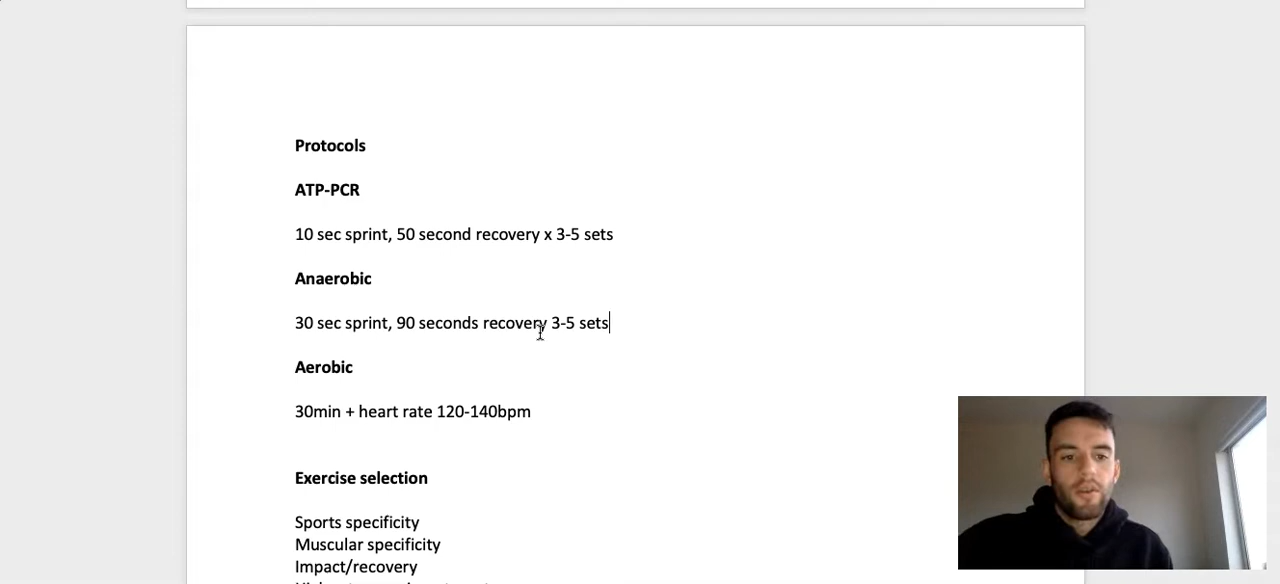 Protocols
ATP-PCR
10 sec sprint, 50 second recovery x 3-5 sets
Anaerobic
30 sec sprint, 90 seconds recovery 3-5 sets
Aerobic
30min + heart rate 120-140bpm
Exercise selection
Sports specificity
Muscular specificity
Impact/recovery